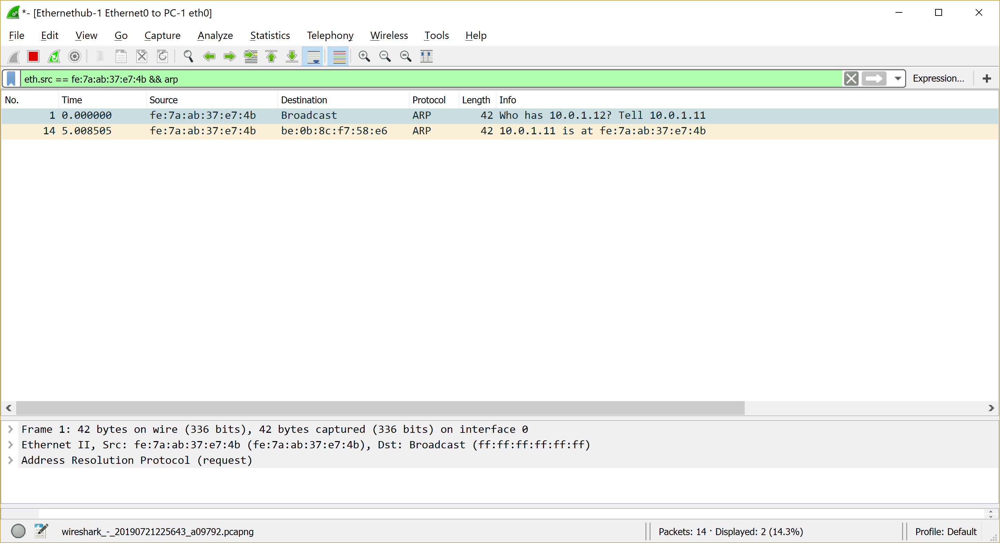 *- [Ethernethub-1 Ethernet0 to PC-1 eth0]
File Edit View Go Capture Analyze Statistics Telephony Wireless Tools Help
eth.src == fe:7a:ab:37:e7:4b && arp Expression...
No. Time Source Destination Protocol Length Info
1 0.000000 fe:7a:ab:37:e7:4b Broadcast ARP 42 Who has 10.0.1.12? Tell 10.0.1.11
14 5.008505 fe:7a:ab:37:e7:4b be:0b:8c:f7:58:e6 ARP 42 10.0.1.11 is at fe:7a:ab:37:e7:4b
Frame 1: 42 bytes on wire (336 bits), 42 bytes captured (336 bits) on interface 0
Ethernet II, Src: fe:7a:ab:37:e7:4b (fe:7a:ab:37:e7:4b), Dst: Broadcast (ff:ff:ff:ff:ff:ff)
Address Resolution Protocol (request)
wireshark_-_20190721225643_a09792.pcapng Packets: 14 · Displayed: 2 (14.3%) Profile: Default